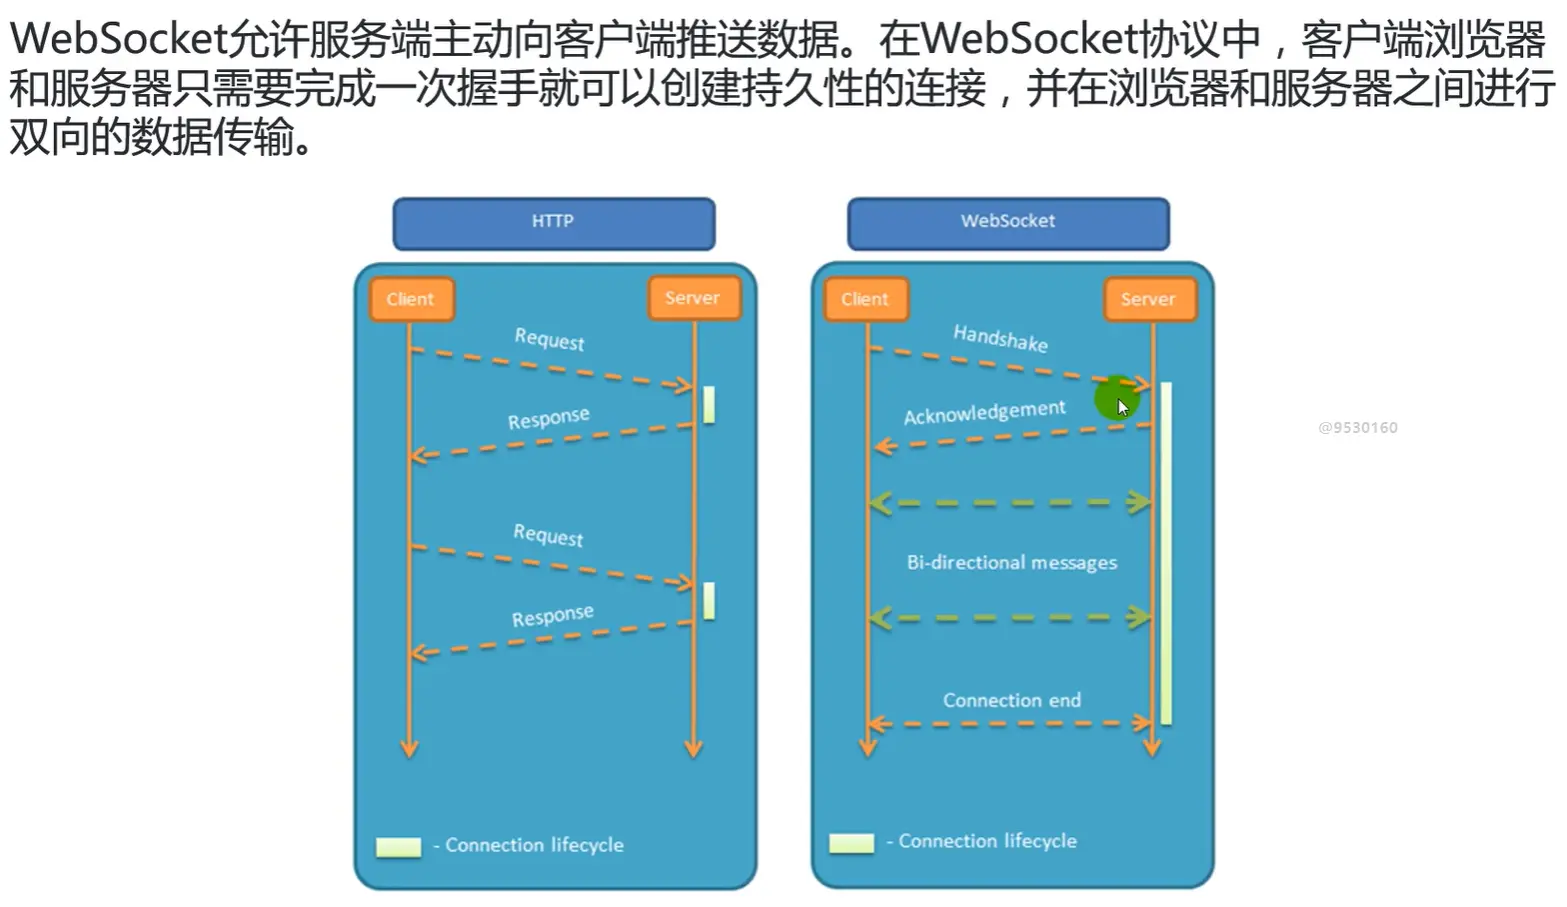 WebSocket允许服务端主动向客户端推送数据。在WebSocket协议中，客户端浏览器
和服务器只需要完成一次握手就可以创建持久性的连接，并在浏览器和服务器之间进行
双向的数据传输。
HTTP
Client
Server
Request
Response
Request
Response
- Connection lifecycle
WebSocket
Client
Server
Handshake
Acknowledgement
Bi-directional messages
Connection end
- Connection lifecycle
@9530160